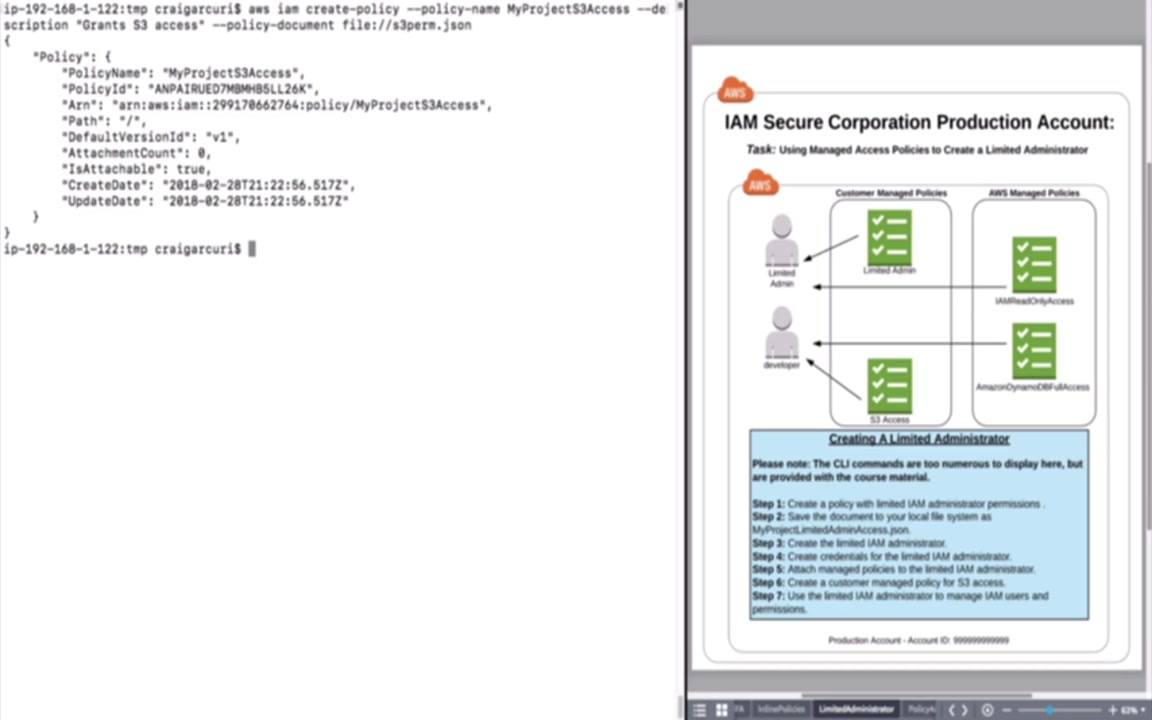 ip-192-168-1-122:tmp craigarcuri$ aws iam create-policy --policy-name MyProjectS3Access --de
scription "Grants S3 access" --policy-document file://s3perm.json
{
"Policy": {
"PolicyName": "MyProjectS3Access",
"PolicyId": "ANPAIRUED7MBMHB5LL26K",
"Arn": "arn:aws:iam::299170662764:policy/MyProjectS3Access",
"Path": "/",
"DefaultVersionId": "v1",
"AttachmentCount": 0,
"IsAttachable": true,
"CreateDate": "2018-02-28T21:22:56.517Z",
"UpdateDate": "2018-02-28T21:22:56.517Z"
}
}
ip-192-168-1-122:tmp craigarcuri$
AWS
IAM Secure Corporation Production Account:
Task: Using Managed Access Policies to Create a Limited Administrator
AWS
Customer Managed Policies
AWS Managed Policies
Limited
Admin
Limited Admin
IAMReadOnlyAccess
developer
AmazonDynamoDBFullAccess
S3 Access
Creating A Limited Administrator
Please note: The CLI commands are too numerous to display here, but
are provided with the course material.
Step 1: Create a policy with limited IAM administrator permissions .
Step 2: Save the document to your local file system as
MyProjectLimitedAdminAccess.json.
Step 3: Create the limited IAM administrator.
Step 4: Create credentials for the limited IAM administrator.
Step 5: Attach managed policies to the limited IAM administrator.
Step 6: Create a customer managed policy for S3 access.
Step 7: Use the limited IAM administrator to manage IAM users and
permissions.
Production Account - Account ID: 999999999999
InlinePolicies
LimitedAdministrator
62%